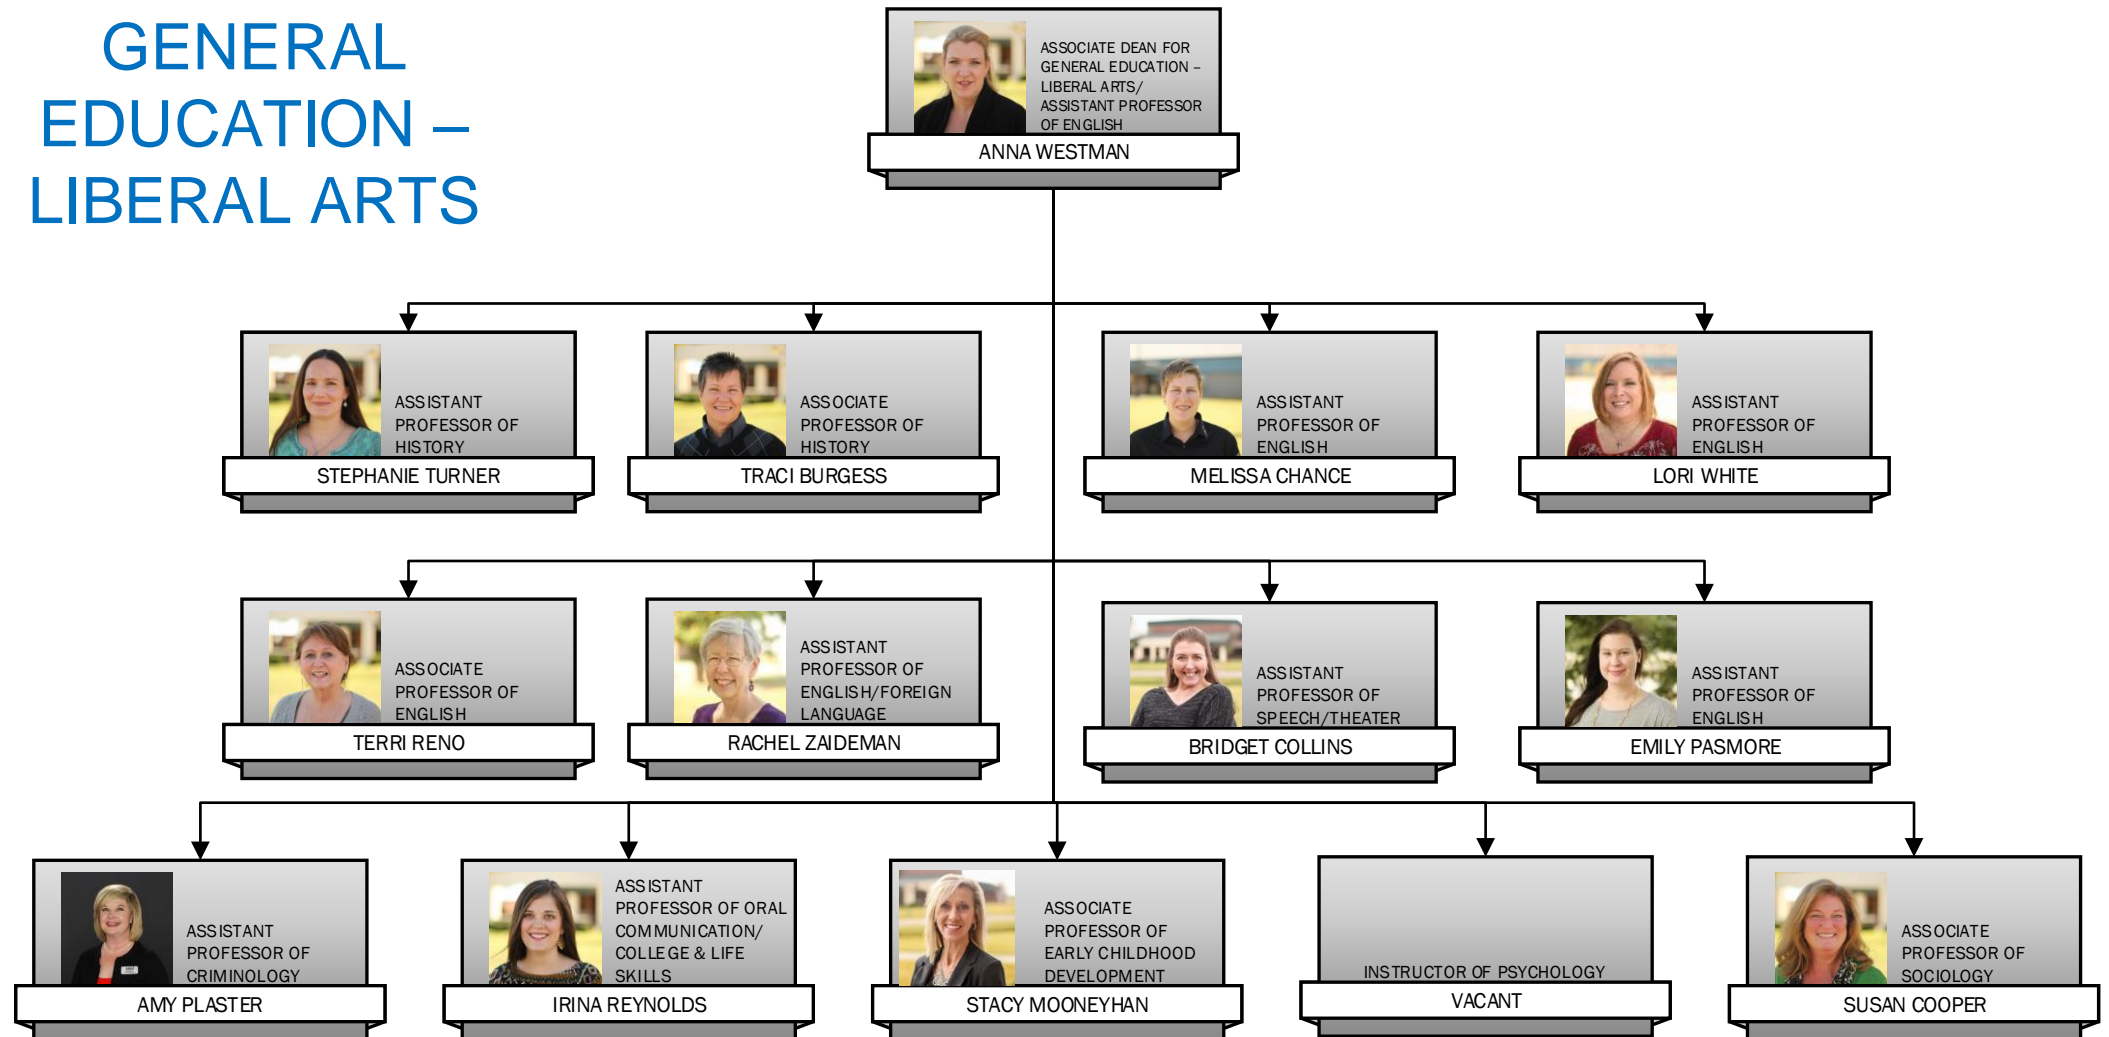 GENERAL
EDUCATION –
LIBERAL ARTS
ASSOCIATE DEAN FOR
GENERAL EDUCATION –
LIBERAL ARTS/
ASSISTANT PROFESSOR
OF ENGLISH
ANNA WESTMAN
ASSISTANT
PROFESSOR OF
HISTORY
STEPHANIE TURNER
ASSOCIATE
PROFESSOR OF
HISTORY
TRACI BURGESS
ASSISTANT
PROFESSOR OF
ENGLISH
MELISSA CHANCE
ASSISTANT
PROFESSOR OF
ENGLISH
LORI WHITE
ASSOCIATE
PROFESSOR OF
ENGLISH
TERRI RENO
ASSISTANT
PROFESSOR OF
ENGLISH/FOREIGN
LANGUAGE
RACHEL ZAIDEMAN
ASSISTANT
PROFESSOR OF
SPEECH/THEATER
BRIDGET COLLINS
ASSISTANT
PROFESSOR OF
ENGLISH
EMILY PASMORE
ASSISTANT
PROFESSOR OF
CRIMINOLOGY
AMY PLASTER
ASSISTANT
PROFESSOR OF ORAL
COMMUNICATION/
COLLEGE & LIFE
SKILLS
IRINA REYNOLDS
ASSOCIATE
PROFESSOR OF
EARLY CHILDHOOD
DEVELOPMENT
STACY MOONEYHAN
INSTRUCTOR OF PSYCHOLOGY
VACANT
ASSOCIATE
PROFESSOR OF
SOCIOLOGY
SUSAN COOPER